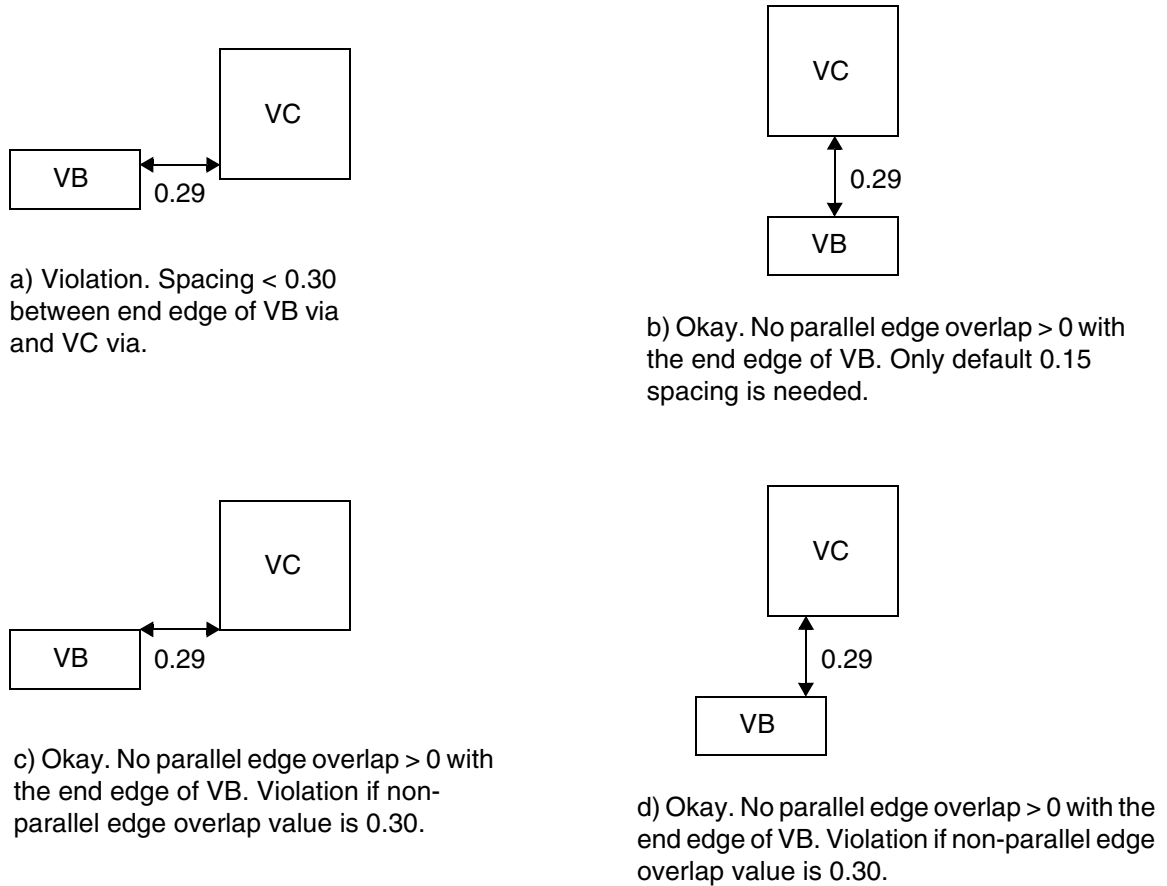 VC
VB
0.29
a) Violation. Spacing < 0.30
between end edge of VB via
and VC via.
VC
0.29
VB
b) Okay. No parallel edge overlap > 0 with
the end edge of VB. Only default 0.15
spacing is needed.
VC
VB
0.29
c) Okay. No parallel edge overlap > 0 with
the end edge of VB. Violation if non-
parallel edge overlap value is 0.30.
VC
0.29
VB
d) Okay. No parallel edge overlap > 0 with the
end edge of VB. Violation if non-parallel edge
overlap value is 0.30.